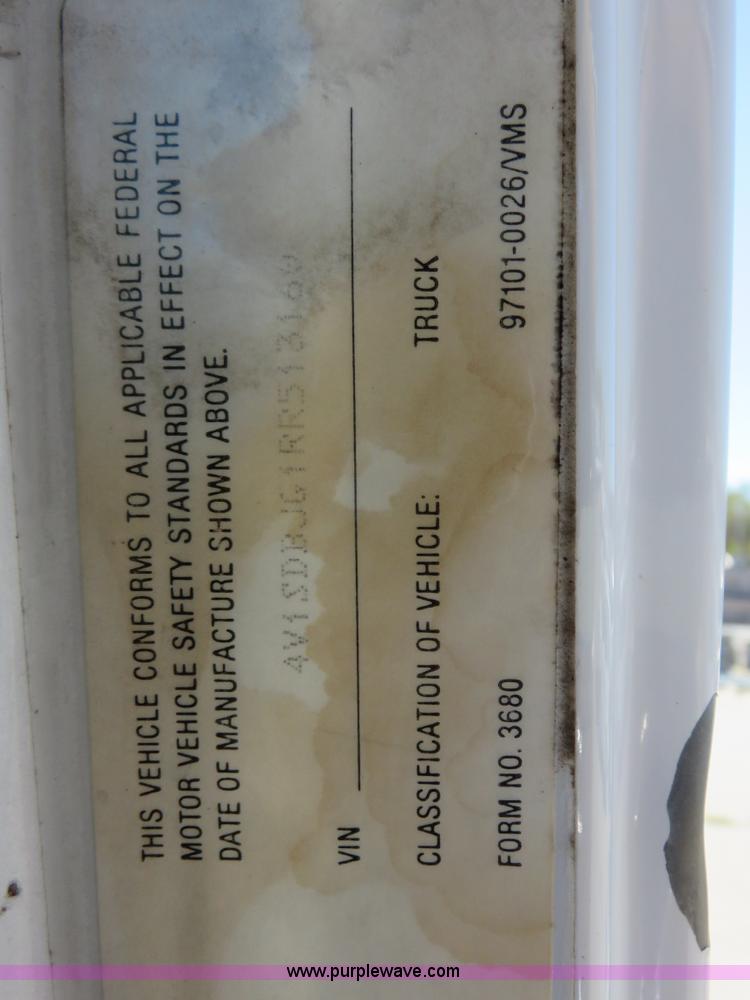 THIS VEHICLE CONFORMS TO ALL APPLICABLE FEDERAL
MOTOR VEHICLE SAFETY STANDARDS IN EFFECT ON THE
DATE OF MANUFACTURE SHOWN ABOVE.
VIN
CLASSIFICATION OF VEHICLE: TRUCK
FORM NO. 3680 97101-0026/VMS
www.purplewave.com